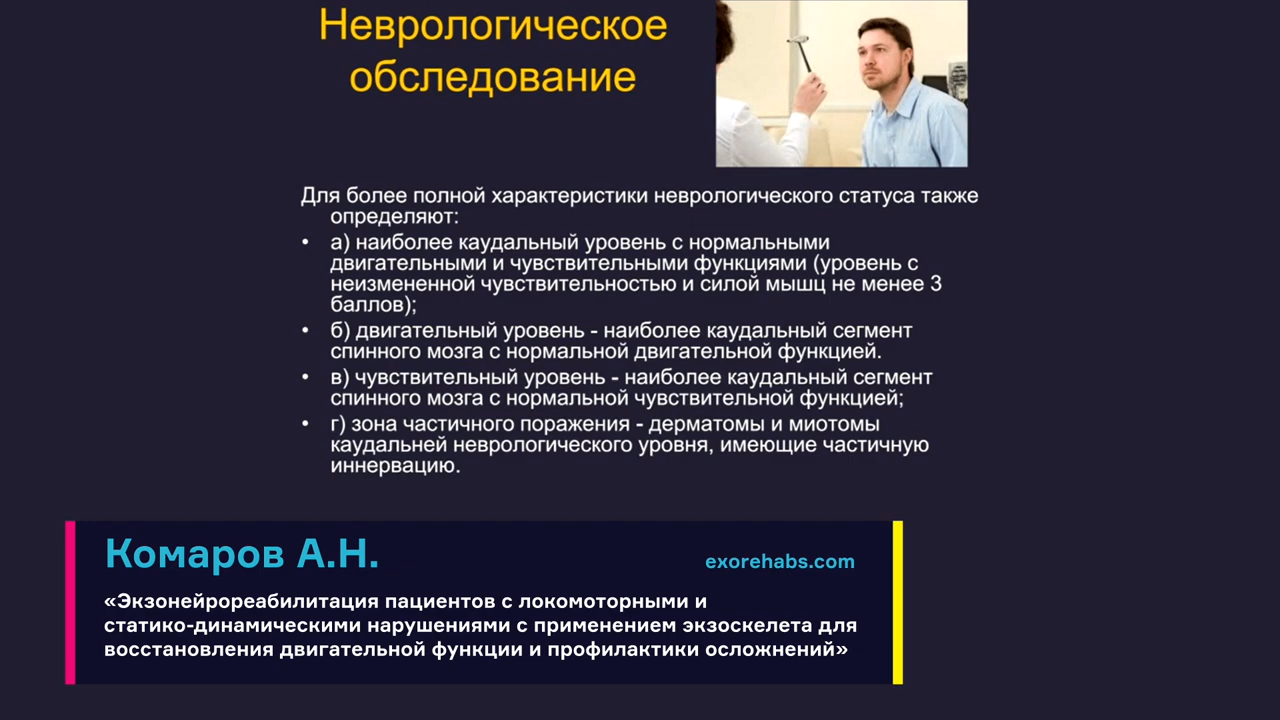 Неврологическое
обследование
Для более полной характеристики неврологического статуса также
определяют:
• а) наиболее каудальный уровень с нормальными
двигательными и чувствительными функциями (уровень с
неизмененной чувствительностью и силой мышц не менее 3
баллов);
• б) двигательный уровень - наиболее каудальный сегмент
спинного мозга с нормальной двигательной функцией.
• в) чувствительный уровень - наиболее каудальный сегмент
спинного мозга с нормальной чувствительной функцией;
• г) зона частичного поражения - дерматомы и миотомы
каудальней неврологического уровня, имеющие частичную
иннервацию.
Комаров А.Н.
exorehabs.com
«Экзонейрореабилитация пациентов с локомоторными и
статико-динамическими нарушениями с применением экзоскелета для
восстановления двигательной функции и профилактики осложнений»